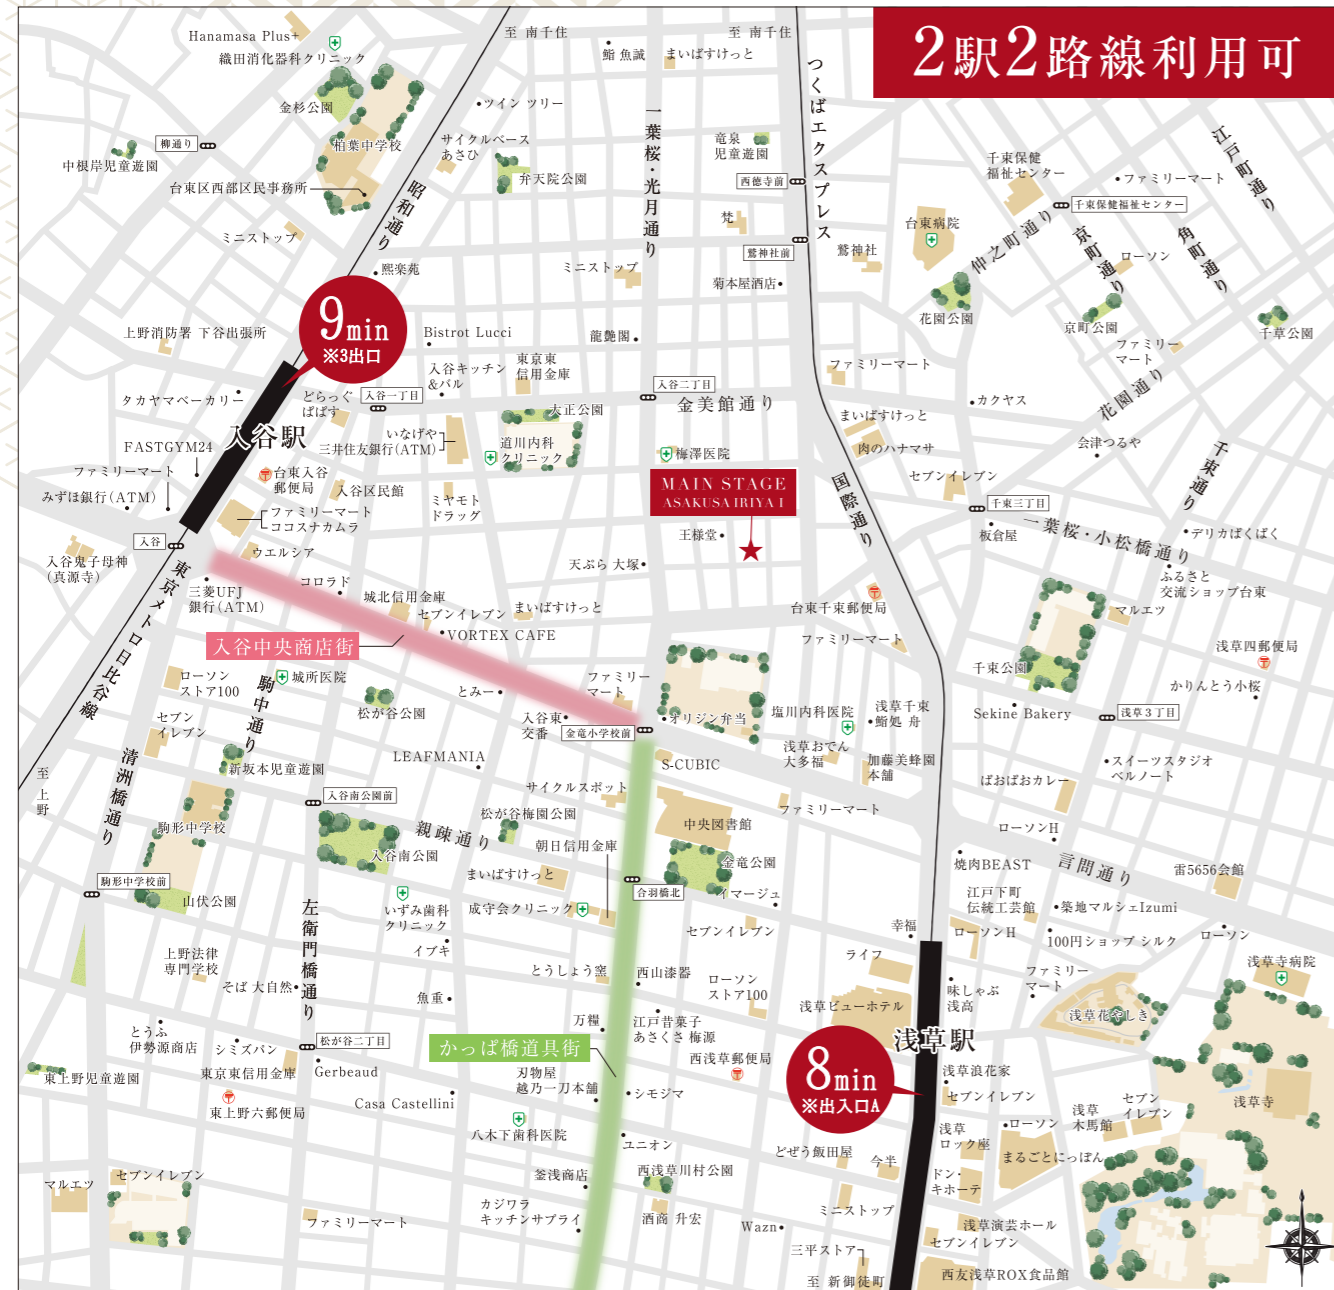 2駅2路線利用可
Hanamasa Plus+
織田消化器科クリニック
金杉公園
柏葉中学校
柳通り
中根岸児童遊園
台東区西部区民事務所
ミニストップ
昭和通り
熙楽苑
至 南千住
鮨 魚誠
まいばすけっと
至 南千住
ツイン ツリー
サイクルベース
あさひ
弁天院公園
一葉桜・光月通り
竜泉
児童遊園
西徳寺前
梵
鷲神社前
ミニストップ
菊本屋酒店
つくばエクスプレス
鷲神社
台東病院
千束保健
福祉センター
ファミリーマート
千束保健福祉センター
江戸町通り
仲之町通り
京町通り
角町通り
ローソン
花園公園
京町公園
千草公園
ファミリー
マート
花園通り
9min
※3出口
上野消防署 下谷出張所
Bistrot Lucci
龍艶閣
タカヤマベーカリー
どらっぐ
ぱぱす
入谷一丁目
入谷キッチン
&バル
東京東
信用金庫
入谷二丁目
金美館通り
ファミリーマート
カクヤス
まいばすけっと
肉のハナマサ
会津つるや
入谷駅
FASTGYM24
ファミリーマート
みずほ銀行(ATM)
いなげや
三井住友銀行(ATM)
大正公園
道川内科
クリニック
梅澤医院
台東入谷
郵便局
入谷区民館
ミヤモト
ドラッグ
ファミリーマート
ココスナカムラ
MAIN STAGE
ASAKUSA IRIYA I
王様堂
国際通り
セブンイレブン
千束三丁目
板倉屋
一葉桜・小松橋通り
千束通り
デリカぱくぱく
ふるさと
交流ショップ台東
入谷
入谷鬼子母神
(真源寺)
ウエルシア
三菱UFJ
銀行(ATM)
コロラド
城北信用金庫
セブンイレブン
まいばすけっと
天ぷら 大塚
VORTEX CAFE
入谷中央商店街
台東千束郵便局
ファミリーマート
マルエツ
千束公園
浅草四郵便局
かりんとう小桜
東京メトロ日比谷線
ローソン
ストア100
駒中通り
城所医院
松が谷公園
とみー
ファミリー
マート
入谷東
交番
金竜小学校前
オリジン弁当
塩川内科医院
浅草千束
鮨処 舟
Sekine Bakery
浅草3丁目
セブン
イレブン
清洲橋通り
新坂本児童遊園
LEAFMANIA
S-CUBIC
浅草おでん
大多福
加藤美蜂園
本舗
ぱおぱおカレー
スイーツスタジオ
ベルノート
至 上野
入谷南公園前
サイクルスポット
ファミリーマート
ローソンH
駒形中学校
入谷南公園
親疎通り
松が谷梅園公園
朝日信用金庫
中央図書館
金竜公園
言問通り
駒形中学校前
山伏公園
まいばすけっと
合羽橋北
イマージュ
焼肉BEAST
雷5656会館
左衛門橋通り
いずみ歯科
クリニック
成守会クリニック
セブンイレブン
江戸下町
伝統工芸館
築地マルシェIzumi
幸福
ローソンH
100円ショップ シルク
ローソン
上野法律
専門学校
イブキ
ライフ
浅草寺病院
そば 大自然
魚重
とうしょう窯
西山漆器
ローソン
ストア100
浅草ビューホテル
味しゃぶ
浅高
ファミリー
マート
浅草花やしき
とうふ
伊勢源商店
シミズパン
松が谷二丁目
万糧
江戸昔菓子
あさくさ 梅源
浅草駅
かっぱ橋道具街
8min
※出入口A
東上野児童遊園
東京東信用金庫
Gerbeaud
刃物屋
越乃一刀本舗
西浅草郵便局
浅草浪花家
セブンイレブン
東上野六郵便局
Casa Castellini
シモジマ
浅草寺
浅草
木馬館
セブン
イレブン
八木下歯科医院
ユニオン
浅草
ロック座
ローソン
まるごとにっぽん
どぜう飯田屋
今半
マルエツ
セブンイレブン
釜浅商店
西浅草川村公園
ドン・
キホーテ
ファミリーマート
カジワラ
キッチンサプライ
酒商 升宏
Wazn
ミニストップ
浅草演芸ホール
セブンイレブン
三平ストア
至 新御徒町
西友浅草ROX食品館